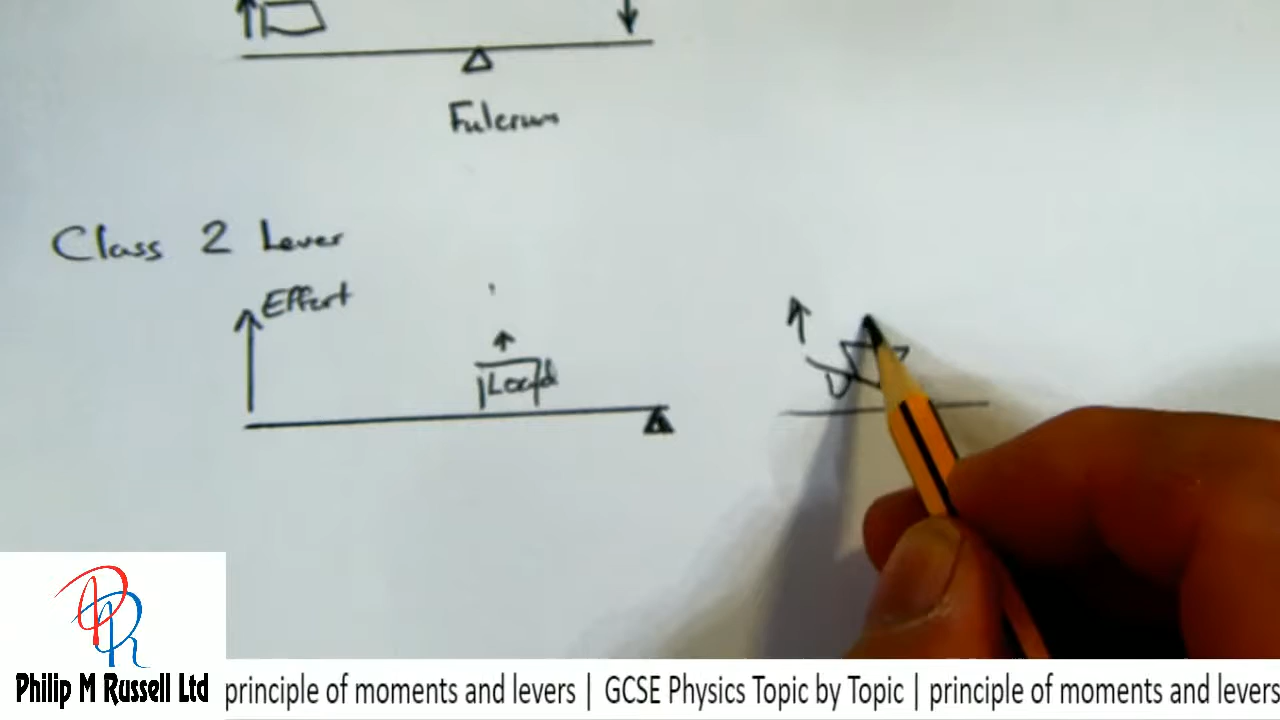 Fulcrum
Class 2 Lever
Effort
Load
Philip M Russell Ltd
principle of moments and levers | GCSE Physics Topic by Topic | principle of moments and levers